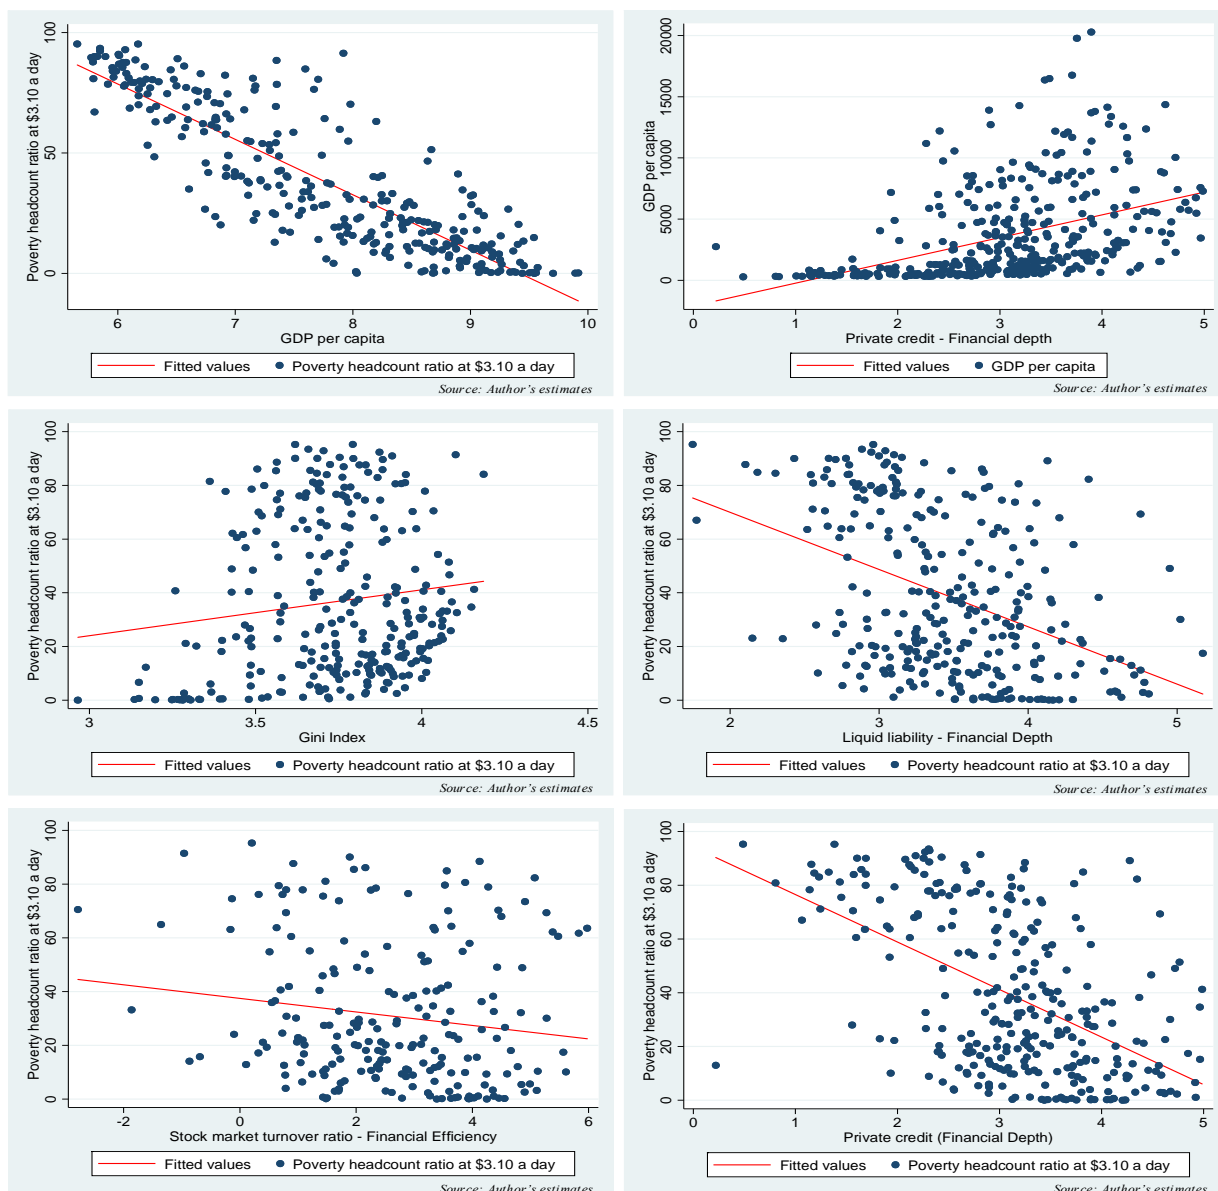 Poverty headcount ratio at $3.10 a day
100
50
0
6 7 8 9 10
GDP per capita
Fitted values Poverty headcount ratio at $3.10 a day
Source: Author's estimates
GDP per capita
20000
15000
10000
5000
0
0 1 2 3 4 5
Private credit - Financial depth
Fitted values GDP per capita
Source: Author's estimates
Poverty headcount ratio at $3.10 a day
100
80
60
40
20
0
3 3.5 4 4.5
Gini Index
Fitted values Poverty headcount ratio at $3.10 a day
Source: Author's estimates
Poverty headcount ratio at $3.10 a day
100
80
60
40
20
0
2 3 4 5
Liquid liability - Financial Depth
Fitted values Poverty headcount ratio at $3.10 a day
Source: Author's estimates
Poverty headcount ratio at $3.10 a day
100
80
60
40
20
0
-2 0 2 4 6
Stock market turnover ratio - Financial Efficiency
Fitted values Poverty headcount ratio at $3.10 a day
Source: Author's estimates
Poverty headcount ratio at $3.10 a day
100
80
60
40
20
0
0 1 2 3 4 5
Private credit (Financial Depth)
Fitted values Poverty headcount ratio at $3.10 a day
Source: Author's estimates